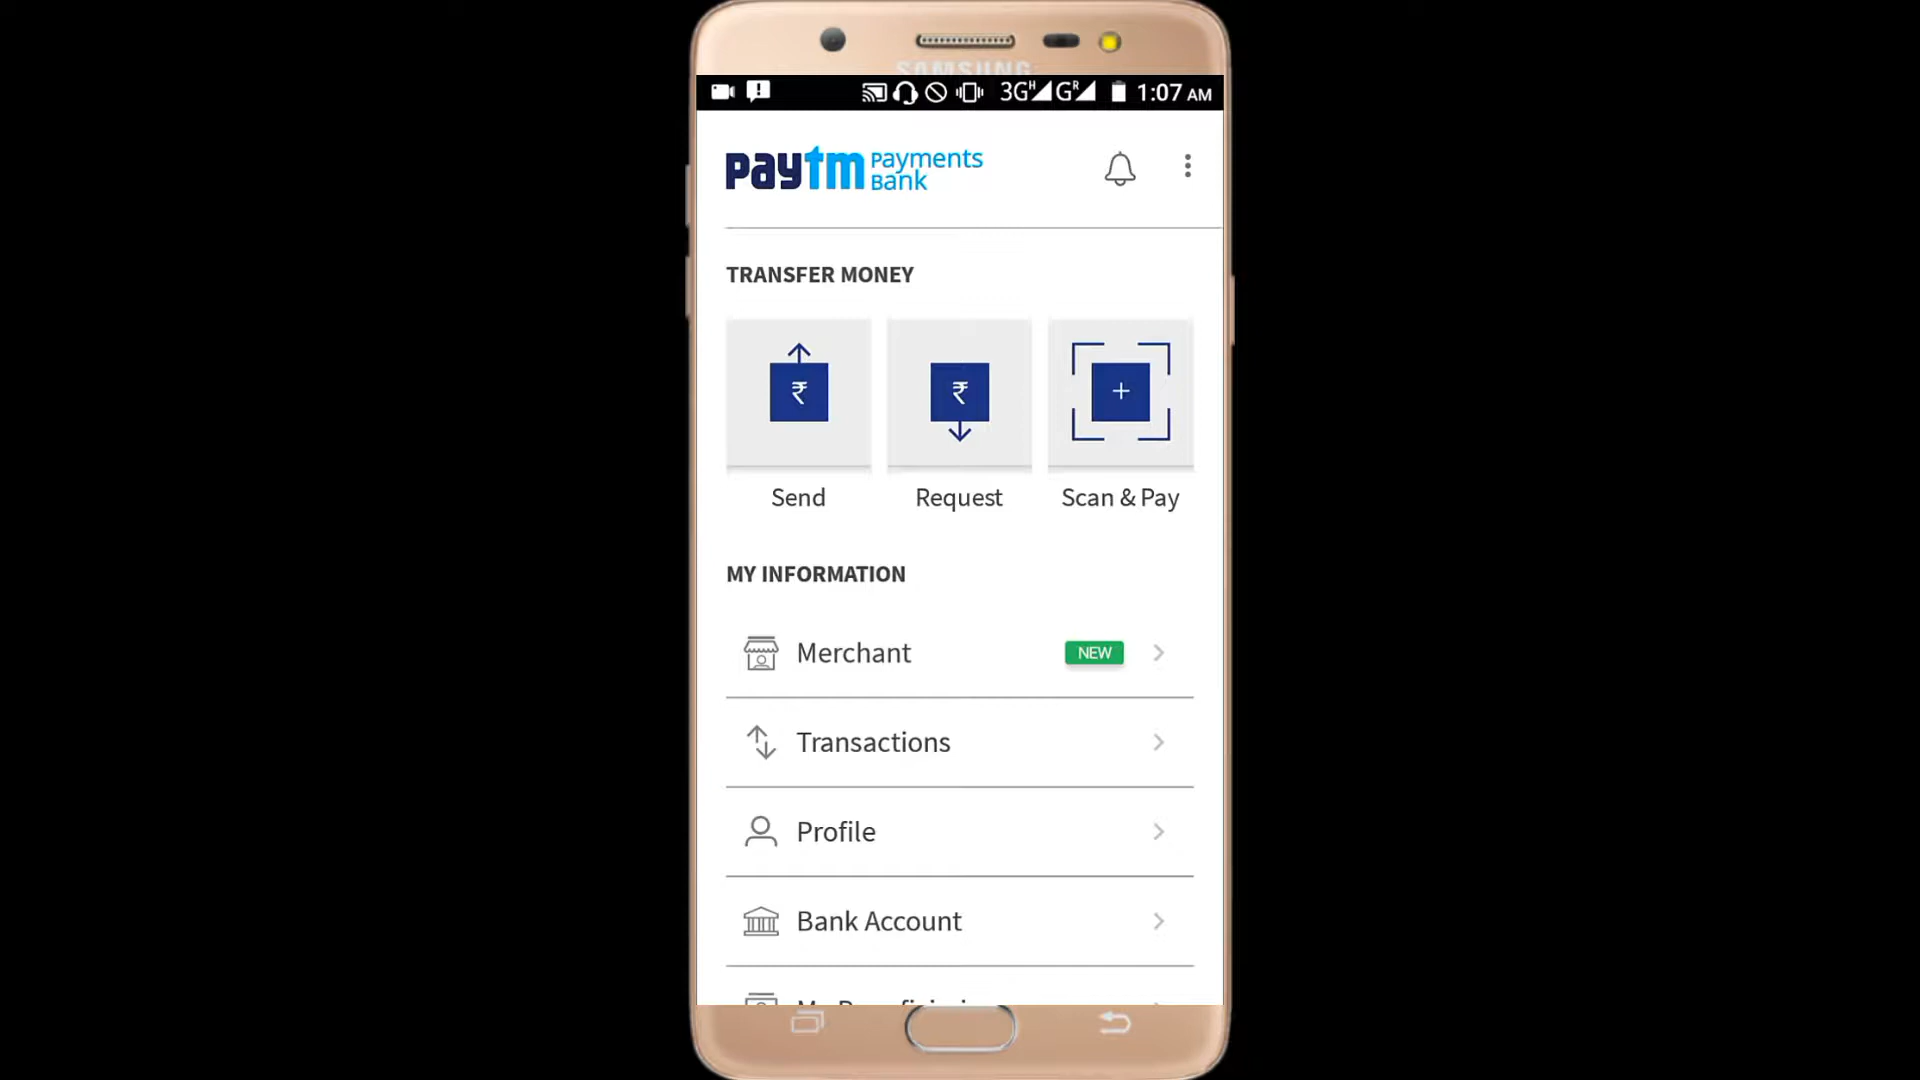 SAMSUNG
3G H G R 1:07 AM
paytm Payments Bank
TRANSFER MONEY
₹ ₹ +
Send Request Scan & Pay
MY INFORMATION
Merchant NEW
Transactions
Profile
Bank Account